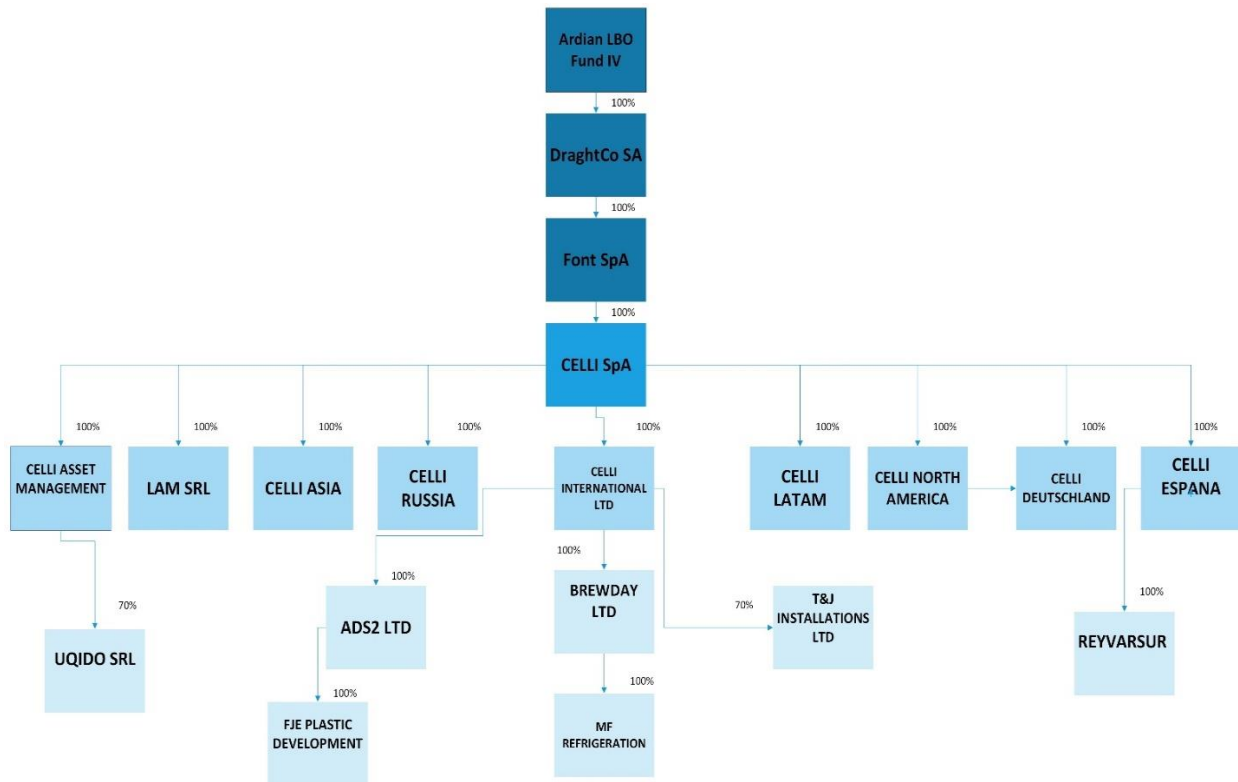 Ardian LBO
Fund IV
100%
DraghtCo SA
100%
Font SpA
100%
CELLI SpA
100%
100%
100%
100%
100%
100%
100%
100%
100%
CELLI ASSET
MANAGEMENT
LAM SRL
CELLI ASIA
CELLI
RUSSIA
CELLI
INTERNATIONAL
LTD
CELLI
LATAM
CELLI NORTH
AMERICA
CELLI
DEUTSCHLAND
CELLI
ESPANA
70%
100%
100%
70%
100%
UQIDO SRL
ADS2 LTD
BREWDAY
LTD
T&J
INSTALLATIONS
LTD
REYVARSUR
100%
100%
FJE PLASTIC
DEVELOPMENT
MF
REFRIGERATION